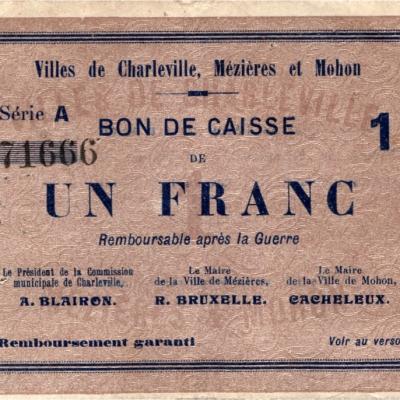 Villes de Charleville, Mézières et Mohon
Série A
BON DE CAISSE
1
71666
DE
UN FRANC
Remboursable après la Guerre
Le Président de la Commission
municipale de Charleville,
A. BLAIRON.
Le Maire
de la Ville de Mézières,
R. BRUXELLE.
Le Maire
de la Ville de Mohon,
CACHELEUX.
Remboursement garanti
Voir au verso